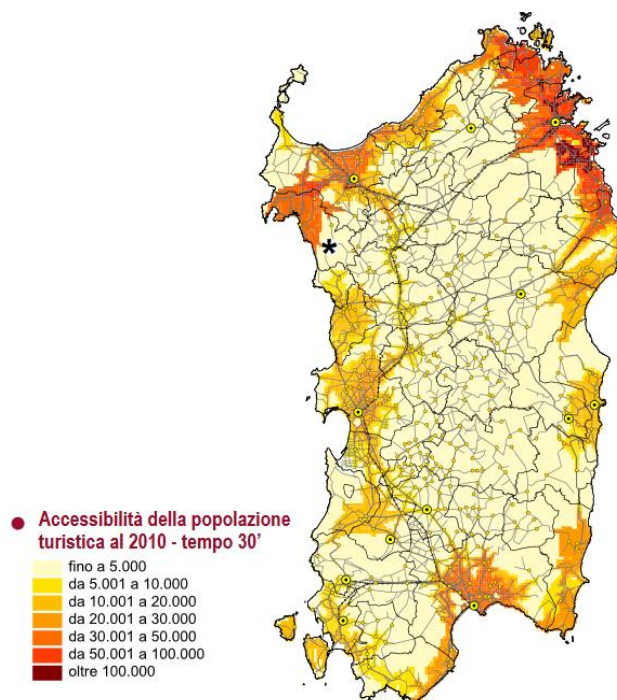 *
Accessibilità della popolazione
turistica al 2010 - tempo 30'
fino a 5.000
da 5.001 a 10.000
da 10.001 a 20.000
da 20.001 a 30.000
da 30.001 a 50.000
da 50.001 a 100.000
oltre 100.000